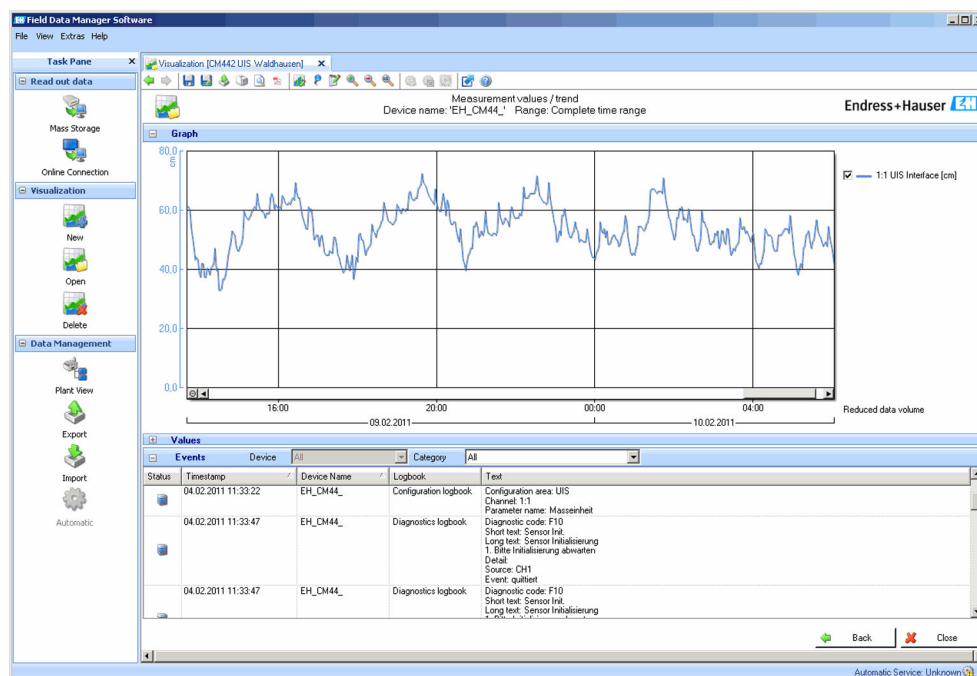 Field Data Manager Software
File View Extras Help
Task Pane X
Read out data
Mass Storage
Online Connection
Visualization
New
Open
Delete
Data Management
Plant View
Export
Import
Automatic
Visualization [CM442 UIS Waldhausen] X
Measurement values / trend
Device name: 'EH_CM44_' Range: Complete time range
Endress+Hauser EH
Graph
80,0
cm
60,0
40,0
20,0
0,0
1:1 UIS Interface [cm]
16:00 20:00 00:00 04:00
09.02.2011 10.02.2011
Reduced data volume
Values
Events Device All Category All
Status Timestamp Device Name Logbook Text
04.02.2011 11:33:22 EH_CM44_ Configuration logbook Configuration area: UIS
Channel: 1:1
Parameter name: Masseinheit
04.02.2011 11:33:47 EH_CM44_ Diagnostics logbook Diagnostic code: F10
Short text: Sensor Init.
Long text: Sensor Initialisierung
1. Bitte Initialisierung abwarten
Detail:
Source: CH1
Event: quittiert
04.02.2011 11:33:47 EH_CM44_ Diagnostics logbook Diagnostic code: F10
Short text: Sensor Init.
Long text: Sensor Initialisierung
Back Close
Automatic Service: Unknown